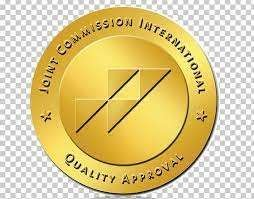 JOINT COMMISSION INTERNATIONAL
QUALITY APPROVAL